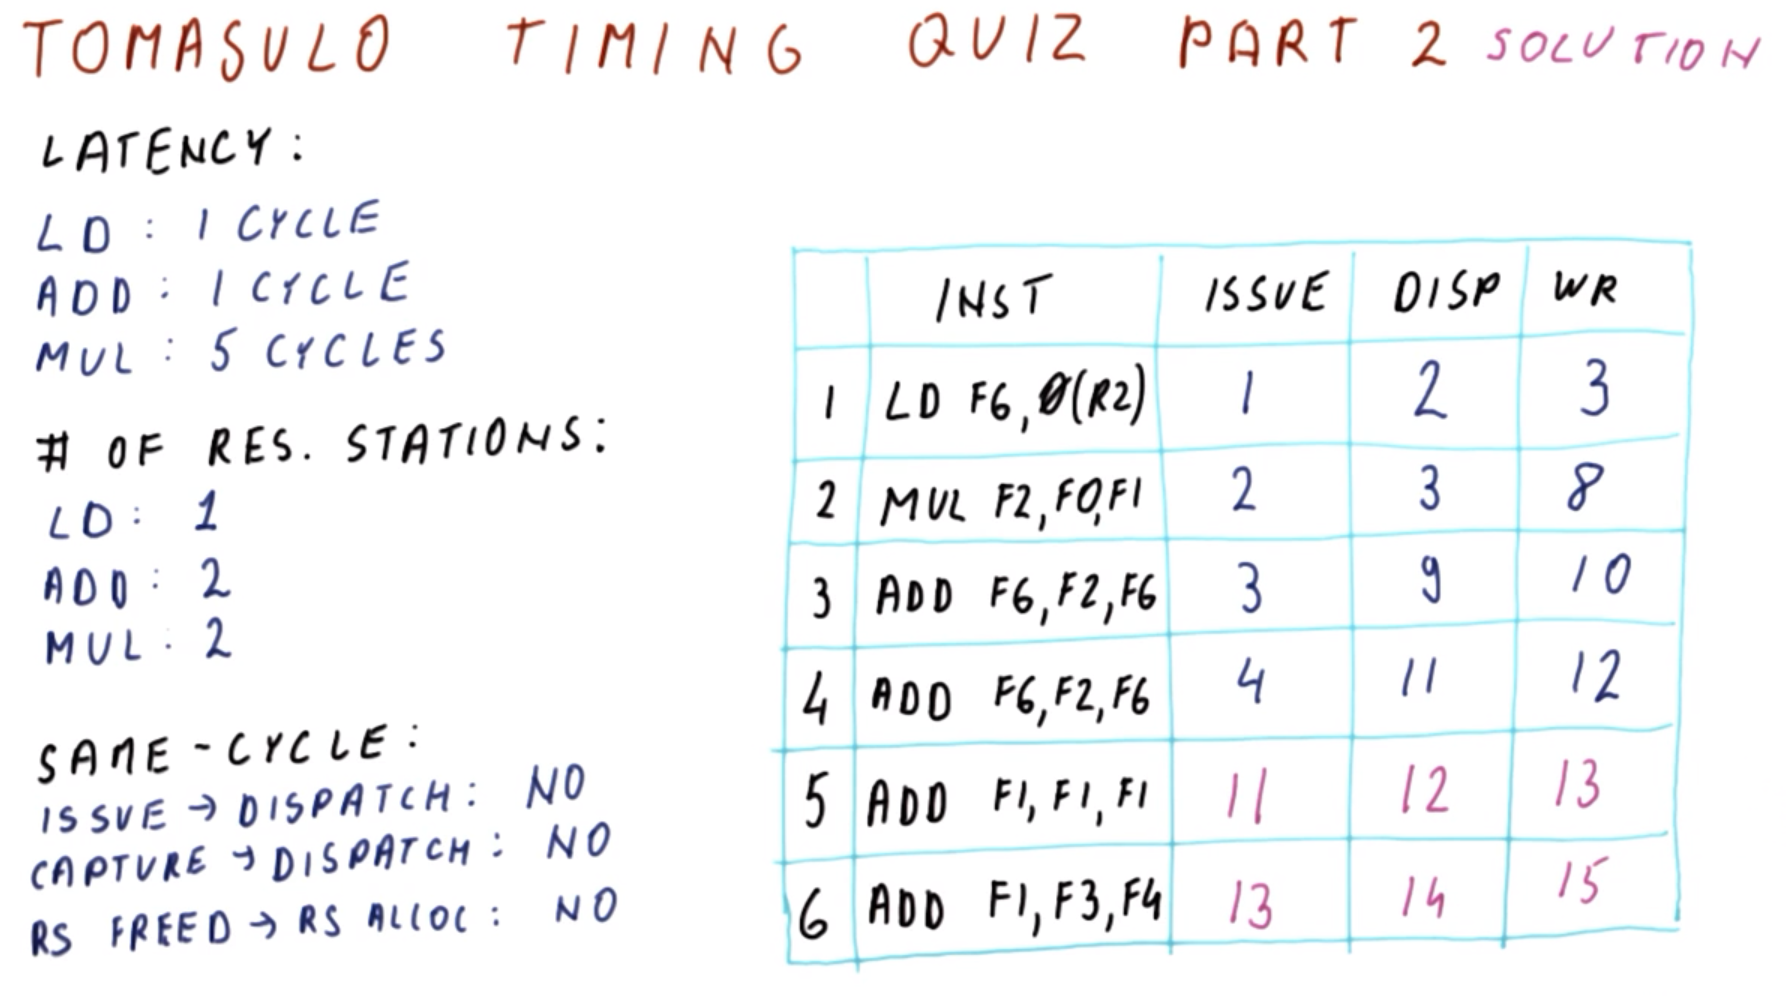 TOMASULO TIMING QUIZ PART 2 SOLUTION
LATENCY:
LD: 1 CYCLE
ADD: 1 CYCLE
MUL: 5 CYCLES
# OF RES. STATIONS:
LD: 1
ADD: 2
MUL: 2
SAME-CYCLE:
ISSUE → DISPATCH: NO
CAPTURE → DISPATCH: NO
RS FREED → RS ALLOC: NO
INST ISSUE DISP WR
1 LD F6, 0(R2) 1 2 3
2 MUL F2, F0, F1 2 3 8
3 ADD F6, F2, F6 3 9 10
4 ADD F6, F2, F6 4 11 12
5 ADD F1, F1, F1 11 12 13
6 ADD F1, F3, F4 13 14 15